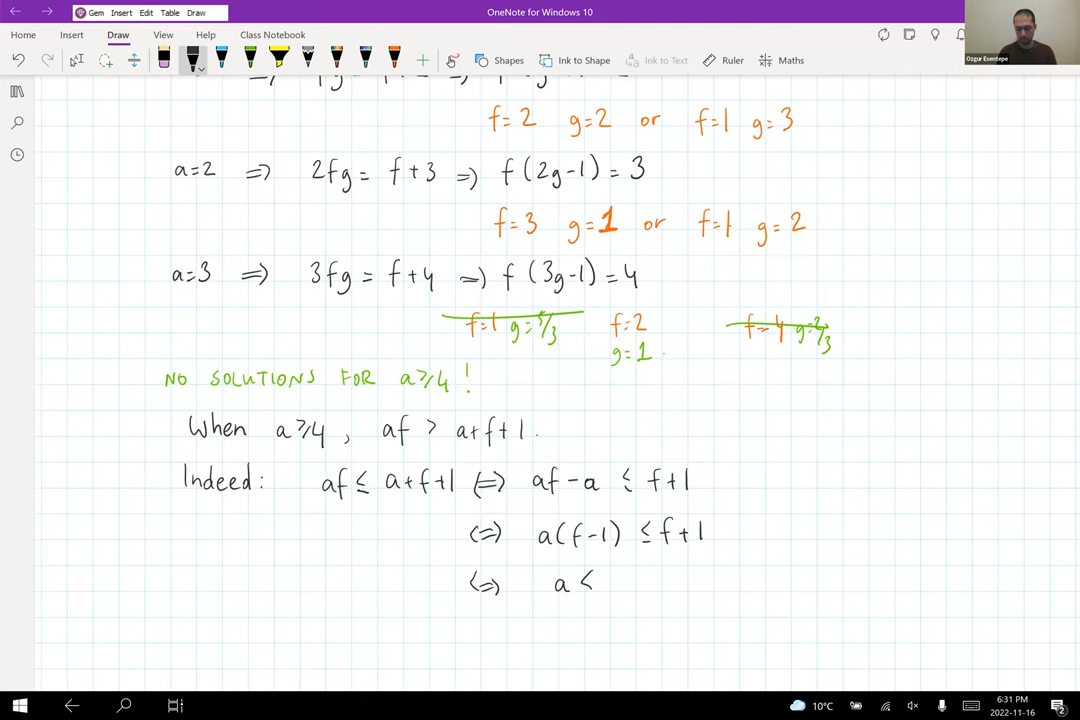 OneNote for Windows 10
Gem Insert Edit Table Draw
Home Insert Draw View Help Class Notebook
Shapes Ink to Shape Ink to Text Ruler Maths
Ozgur Esentepe
f=2 g=2 or f=1 g=3
a=2 => 2fg = f+3 => f(2g-1) = 3
f=3 g=1 or f=1 g=2
a=3 => 3fg = f+4 => f(3g-1) = 4
f=1 g=5/3 f=2 f=4 g=2/3
g=1
NO SOLUTIONS FOR a≥4 !
When a≥4, af > a+f+1.
Indeed: af ≤ a+f+1 <=> af-a ≤ f+1
<=> a(f-1) ≤ f+1
<=> a <
10°C
6:31 PM
2022-11-16
2